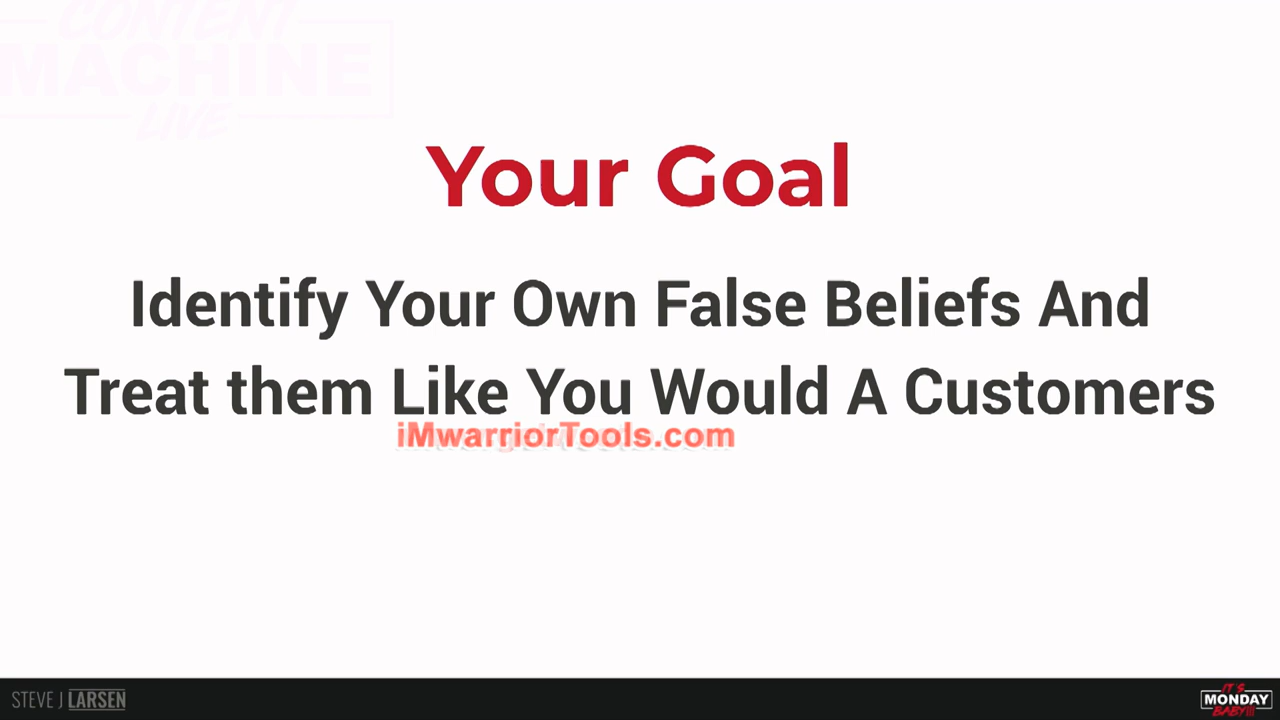 CONTENT
MACHINE
LIVE
Your Goal
Identify Your Own False Beliefs And
Treat them Like You Would A Customers
iMwarriorTools.com
STEVE J LARSEN
IT'S
MONDAY
BABY!!!